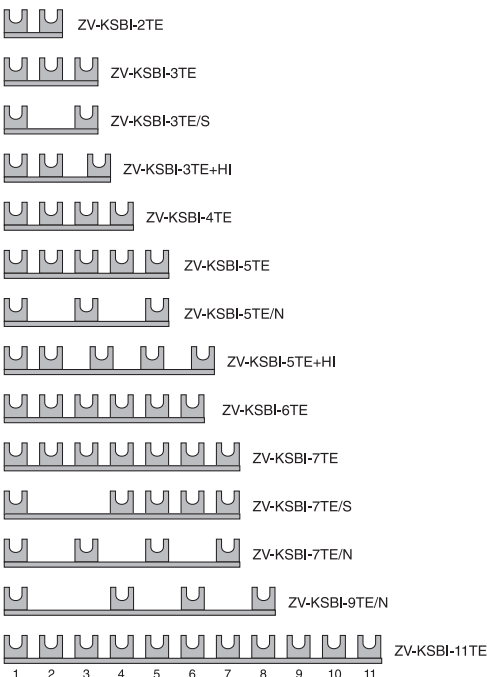 ZV-KSBI-2TE
ZV-KSBI-3TE
ZV-KSBI-3TE/S
ZV-KSBI-3TE+HI
ZV-KSBI-4TE
ZV-KSBI-5TE
ZV-KSBI-5TE/N
ZV-KSBI-5TE+HI
ZV-KSBI-6TE
ZV-KSBI-7TE
ZV-KSBI-7TE/S
ZV-KSBI-7TE/N
ZV-KSBI-9TE/N
ZV-KSBI-11TE
1 2 3 4 5 6 7 8 9 10 11